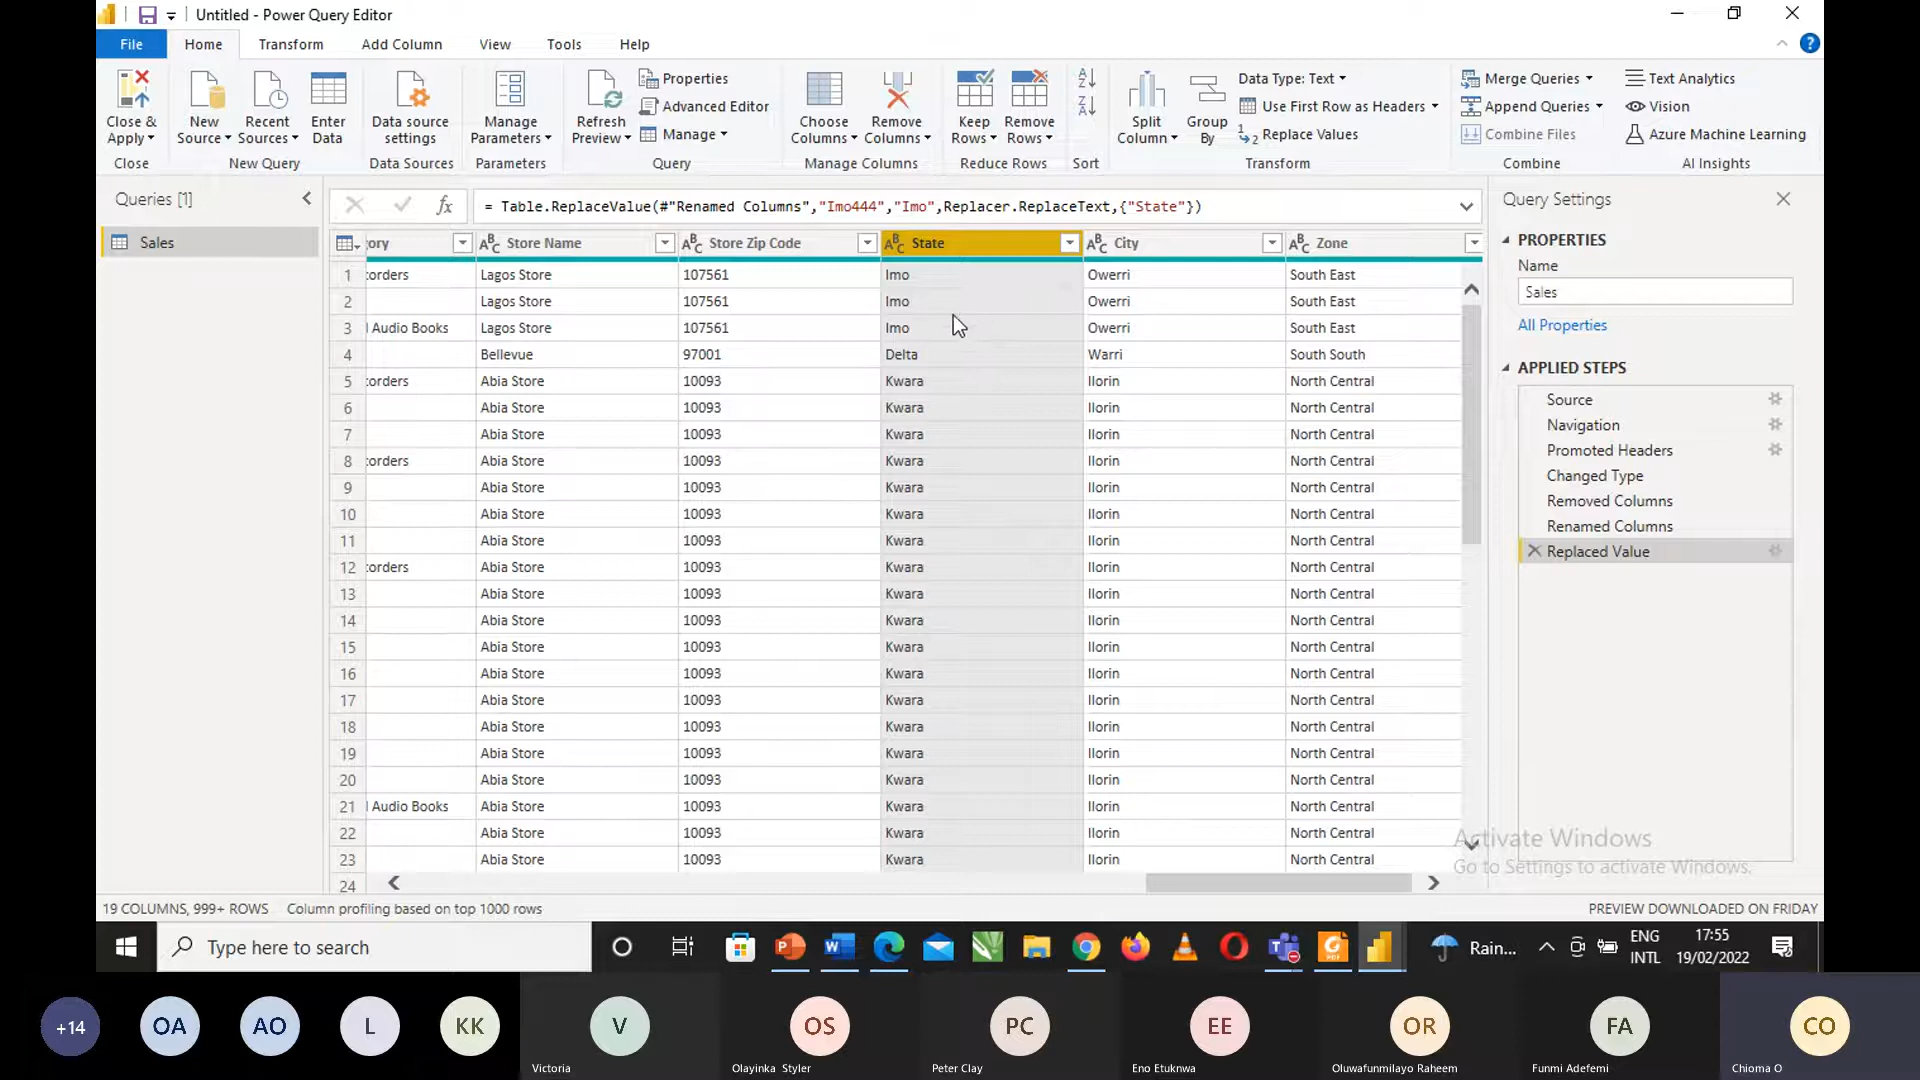 Untitled - Power Query Editor
File Home Transform Add Column View Tools Help
Close & Apply
New Source
Recent Sources
Enter Data
Data source settings
Manage Parameters
Refresh Preview
Properties
Advanced Editor
Manage
Choose Columns
Remove Columns
Keep Rows
Remove Rows
Split Column
Group By
Data Type: Text
Use First Row as Headers
Replace Values
Merge Queries
Append Queries
Combine Files
Text Analytics
Vision
Azure Machine Learning
Close New Query Data Sources Parameters Query Manage Columns Reduce Rows Sort Transform Combine AI Insights
Queries [1]
Sales
= Table.ReplaceValue(#"Renamed Columns","Imo444","Imo",Replacer.ReplaceText,{"State"})
ory Store Name Store Zip Code State City Zone
1 corders Lagos Store 107561 Imo Owerri South East
2 Lagos Store 107561 Imo Owerri South East
3 l Audio Books Lagos Store 107561 Imo Owerri South East
4 Bellevue 97001 Delta Warri South South
5 corders Abia Store 10093 Kwara Ilorin North Central
6 Abia Store 10093 Kwara Ilorin North Central
7 Abia Store 10093 Kwara Ilorin North Central
8 corders Abia Store 10093 Kwara Ilorin North Central
9 Abia Store 10093 Kwara Ilorin North Central
10 Abia Store 10093 Kwara Ilorin North Central
11 Abia Store 10093 Kwara Ilorin North Central
12 corders Abia Store 10093 Kwara Ilorin North Central
13 Abia Store 10093 Kwara Ilorin North Central
14 Abia Store 10093 Kwara Ilorin North Central
15 Abia Store 10093 Kwara Ilorin North Central
16 Abia Store 10093 Kwara Ilorin North Central
17 Abia Store 10093 Kwara Ilorin North Central
18 Abia Store 10093 Kwara Ilorin North Central
19 Abia Store 10093 Kwara Ilorin North Central
20 Abia Store 10093 Kwara Ilorin North Central
21 l Audio Books Abia Store 10093 Kwara Ilorin North Central
22 Abia Store 10093 Kwara Ilorin North Central
23 Abia Store 10093 Kwara Ilorin North Central
24
Query Settings
PROPERTIES
Name
Sales
All Properties
APPLIED STEPS
Source
Navigation
Promoted Headers
Changed Type
Removed Columns
Renamed Columns
Replaced Value
Activate Windows
Go to Settings to activate Windows.
19 COLUMNS, 999+ ROWS Column profiling based on top 1000 rows
PREVIEW DOWNLOADED ON FRIDAY
Type here to search
Rain...
ENG
INTL
17:55
19/02/2022
+14 OA AO L KK V OS PC EE OR FA CO
Victoria Olayinka Styler Peter Clay Eno Etuknwa Oluwafunmilayo Raheem Funmi Adefemi Chioma O